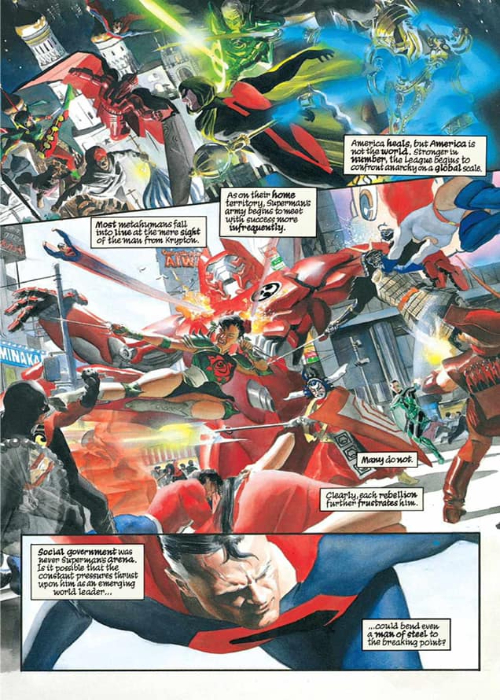 America heals, but America is
not the world. Stronger in
number, the League begins to
confront anarchy on a global scale.
As on their home
territory, Superman's
army begins to meet
with success more
infrequently.
Most metahumans fall
into line at the mere sight
of the man from Krypton.
MINAKA
Many do not.
Clearly, each rebellion
further frustrates him.
Social government was
never Superman's arena.
Is it possible that the
constant pressures thrust
upon him as an emerging
world leader...
...could bend even
a man of steel to
the breaking point?